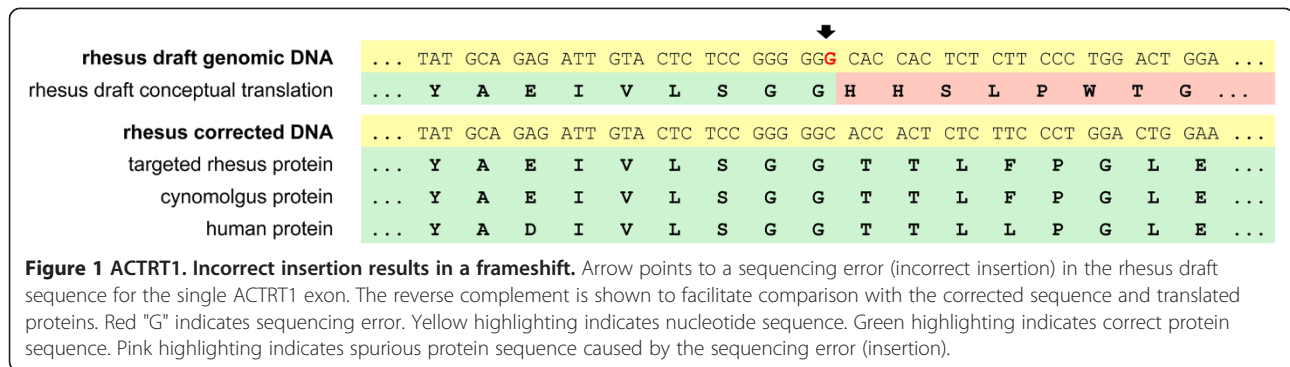 rhesus draft genomic DNA ... TAT GCA GAG ATT GTA CTC TCC GGG GGG CAC CAC TCT CTT CCC TGG ACT GGA ...
rhesus draft conceptual translation ... Y A E I V L S G G H H S L P W T G ...
rhesus corrected DNA ... TAT GCA GAG ATT GTA CTC TCC GGG GGC ACC ACT CTC TTC CCT GGA CTG GAA ...
targeted rhesus protein ... Y A E I V L S G G T T L F P G L E ...
cynomolgus protein ... Y A E I V L S G G T T L F P G L E ...
human protein ... Y A D I V L S G G T T L L P G L E ...
Figure 1 ACTRT1. Incorrect insertion results in a frameshift. Arrow points to a sequencing error (incorrect insertion) in the rhesus draft
sequence for the single ACTRT1 exon. The reverse complement is shown to facilitate comparison with the corrected sequence and translated
proteins. Red "G" indicates sequencing error. Yellow highlighting indicates nucleotide sequence. Green highlighting indicates correct protein
sequence. Pink highlighting indicates spurious protein sequence caused by the sequencing error (insertion).